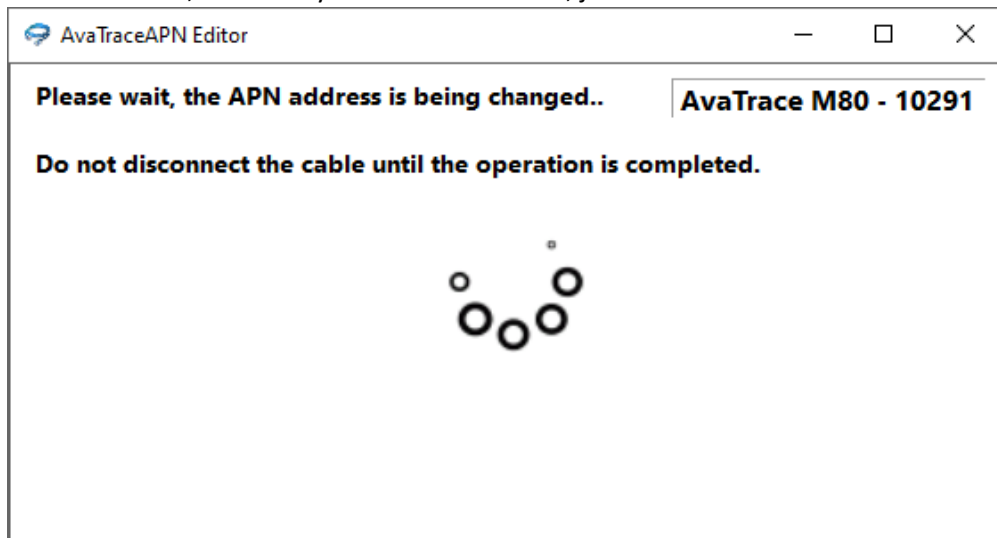 AvaTraceAPN Editor
Please wait, the APN address is being changed..
AvaTrace M80 - 10291
Do not disconnect the cable until the operation is completed.